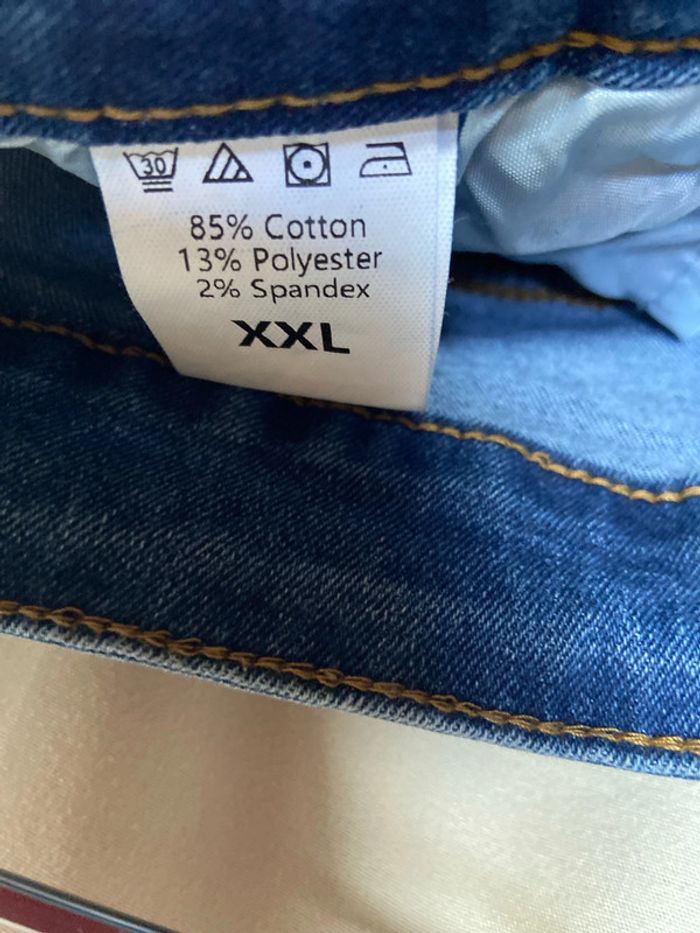 30
85% Cotton
13% Polyester
2% Spandex
XXL